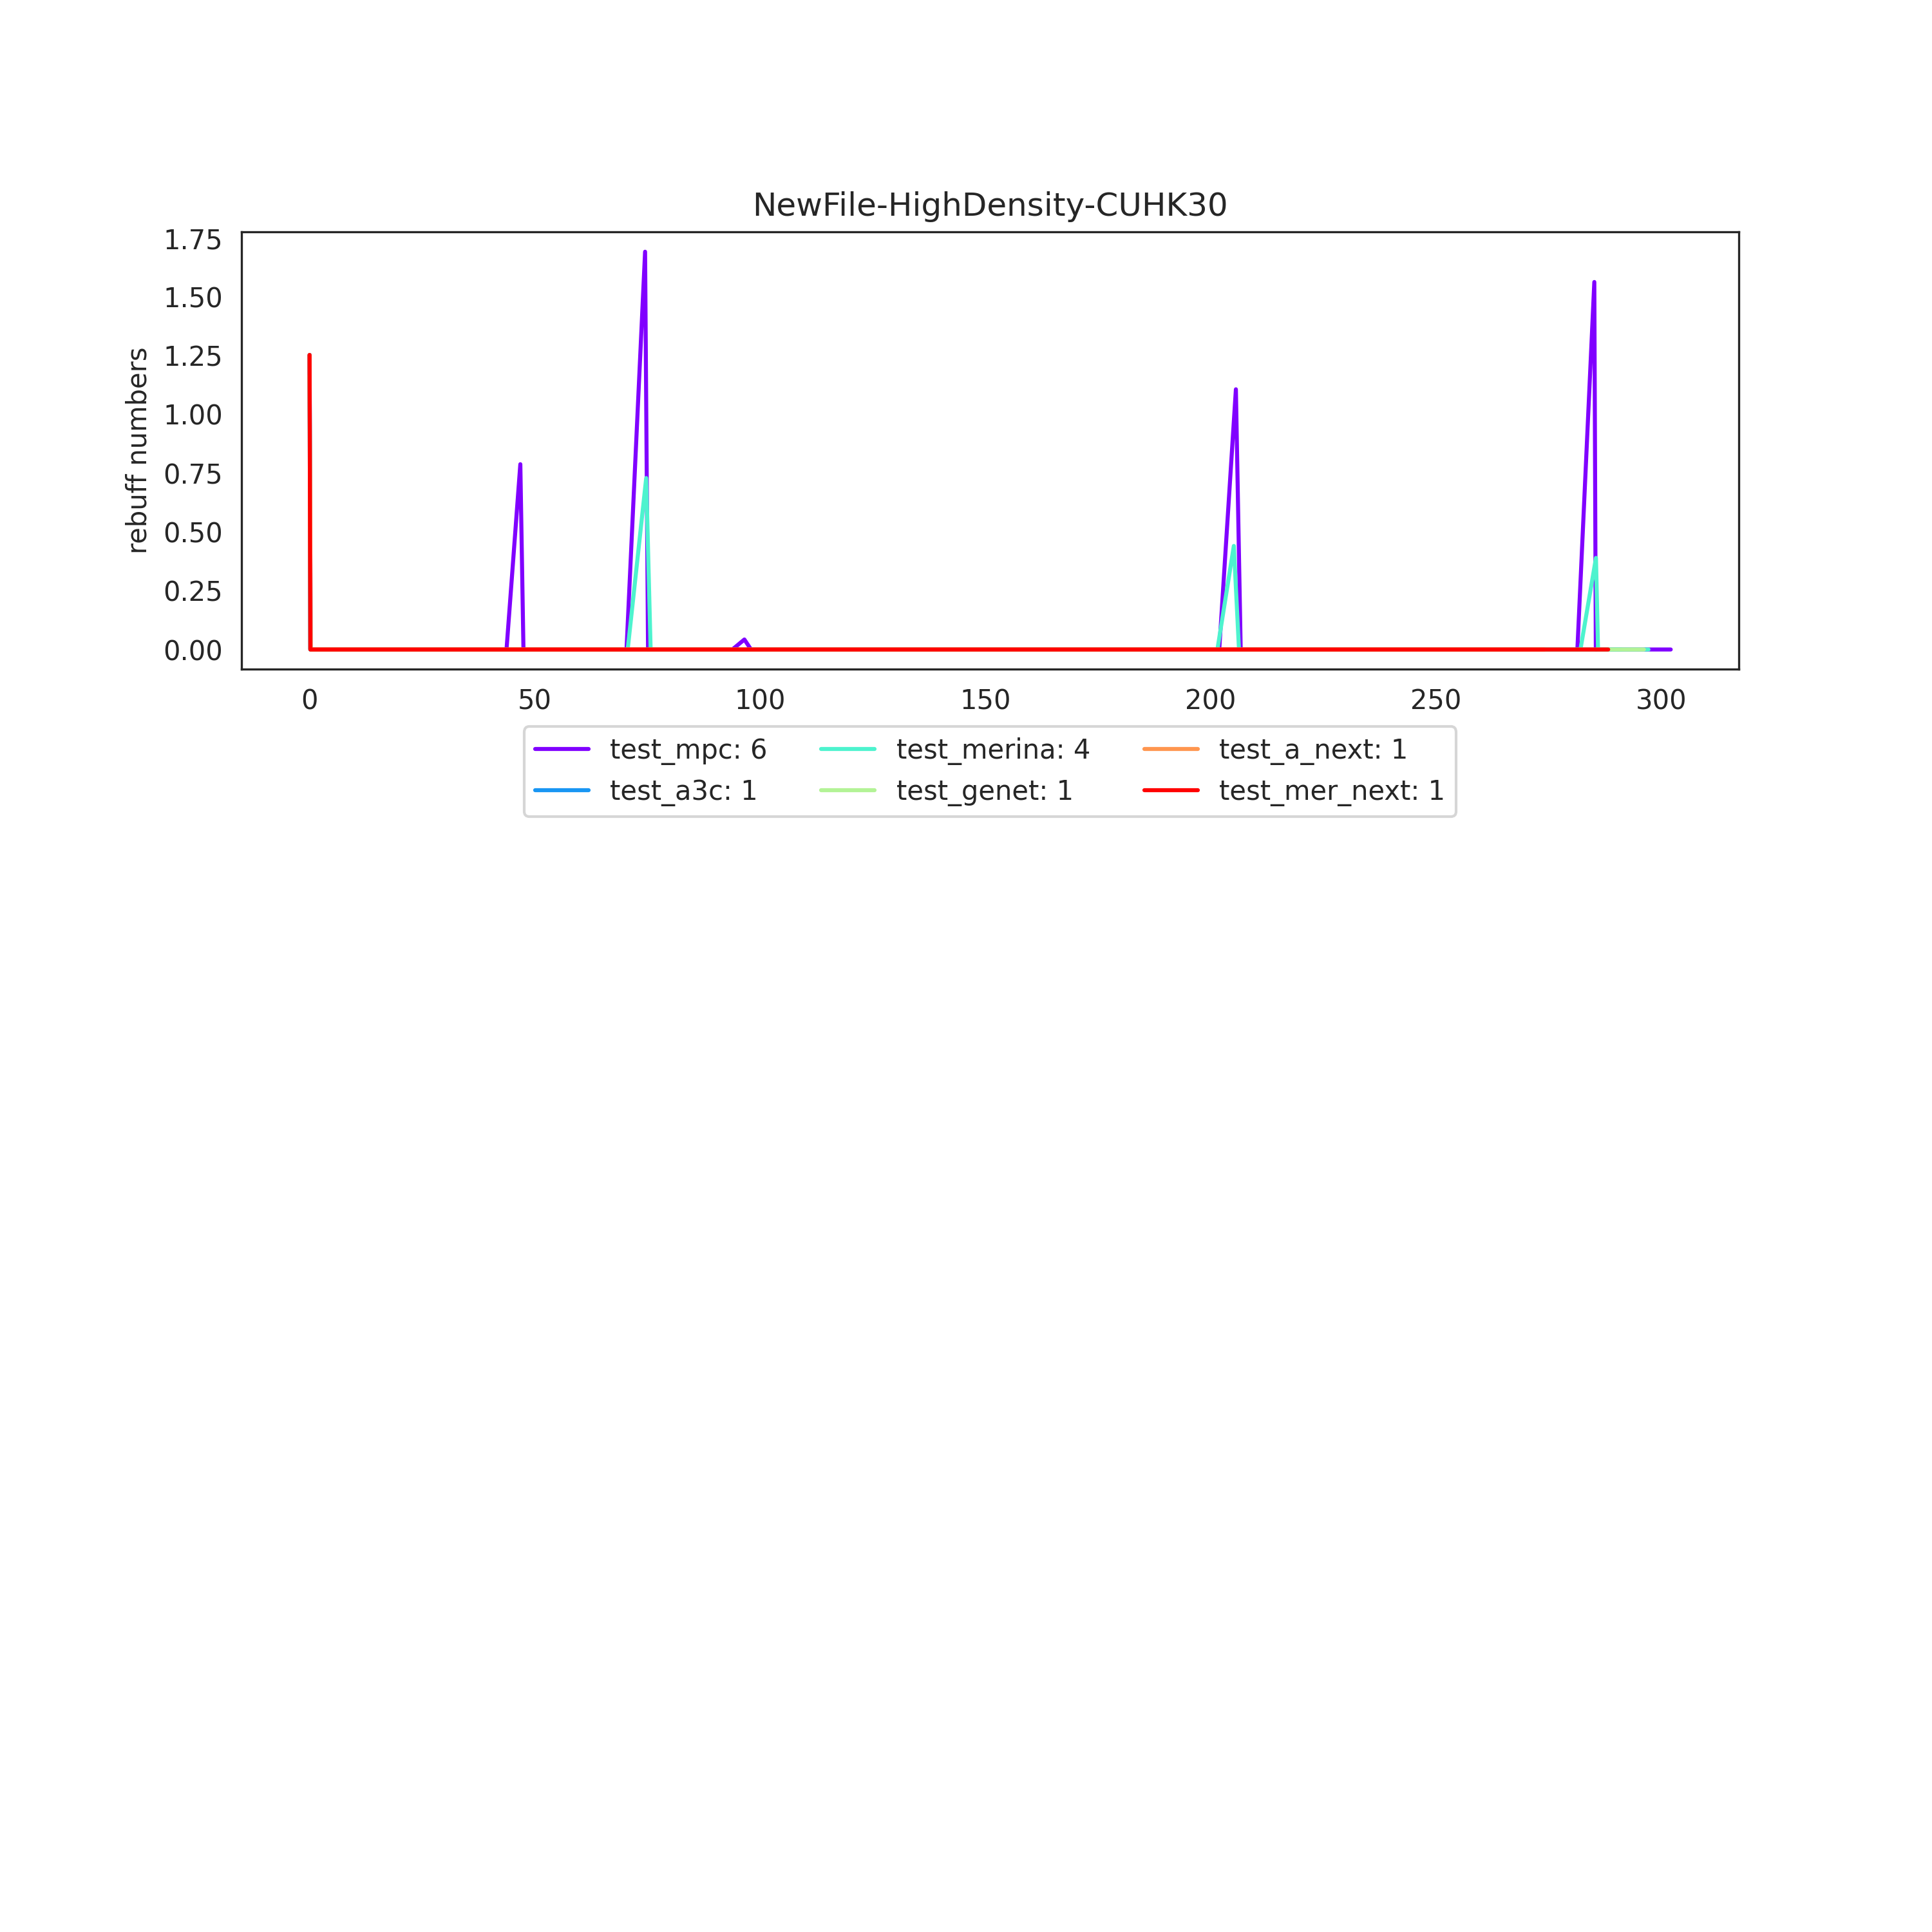 NewFile-HighDensity-CUHK30
rebuff numbers
1.75
1.50
1.25
1.00
0.75
0.50
0.25
0.00
0 50 100 150 200 250 300
test_mpc: 6 test_merina: 4 test_a_next: 1
test_a3c: 1 test_genet: 1 test_mer_next: 1